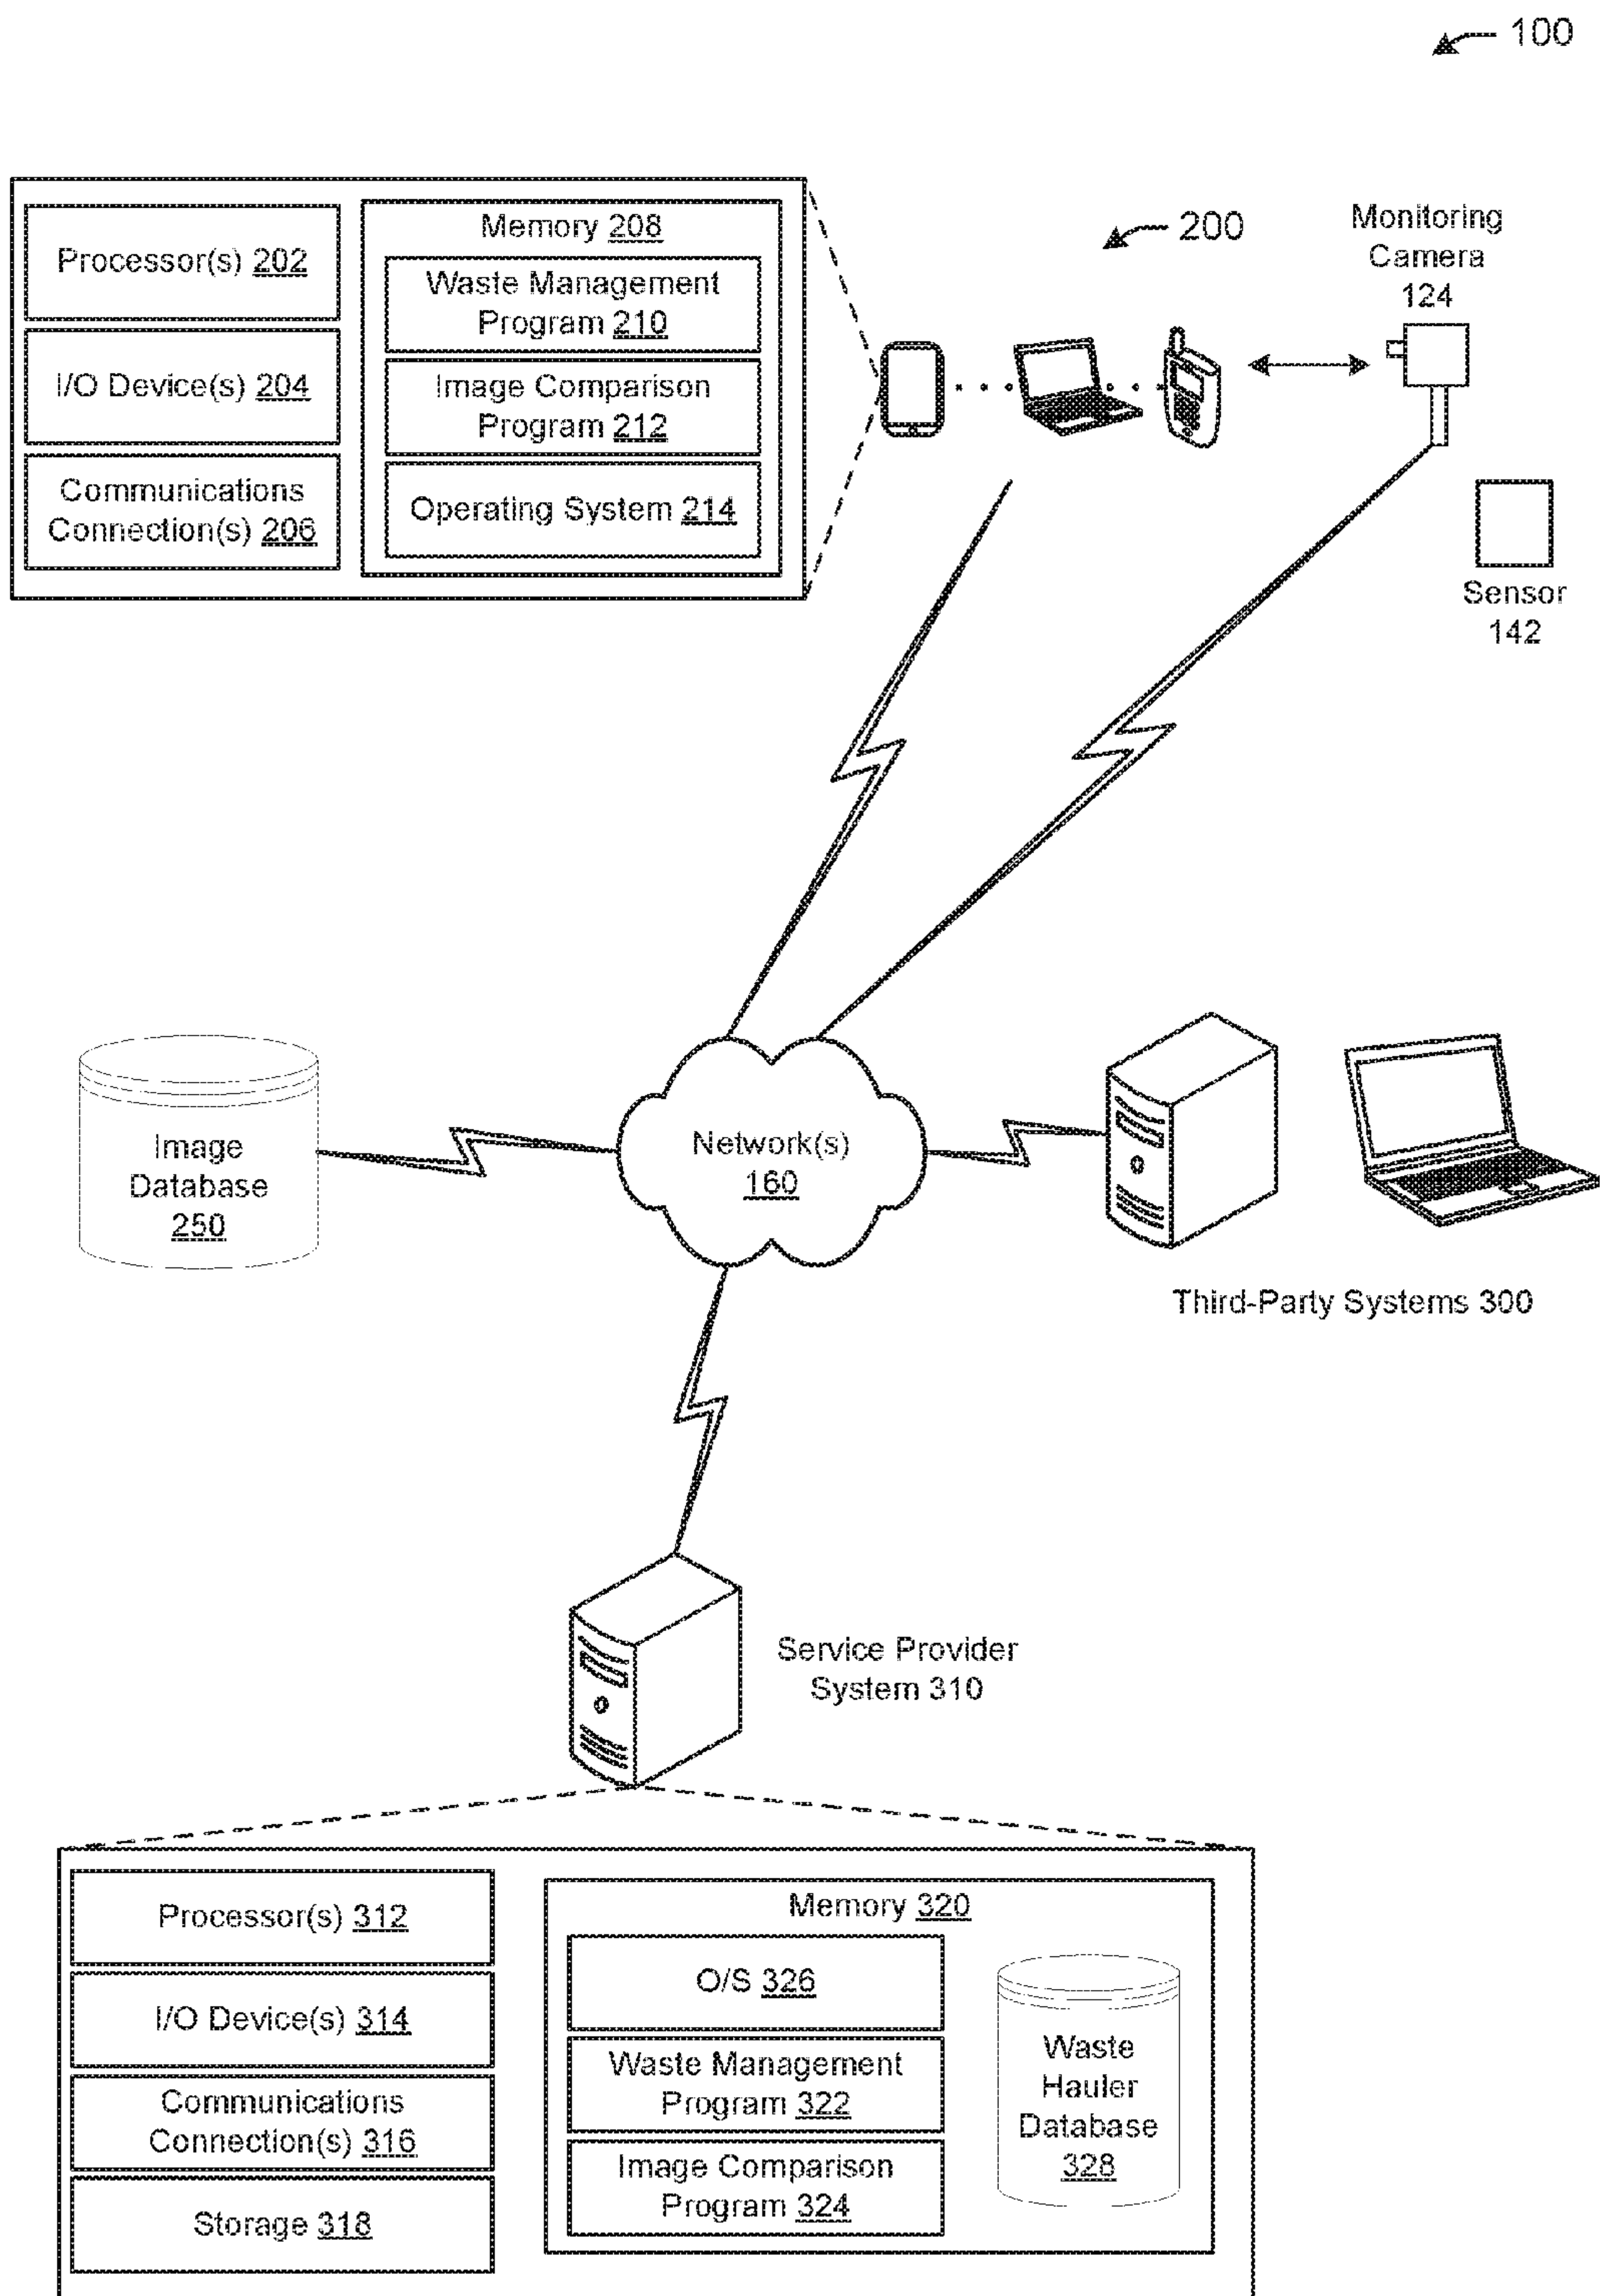 100
200
Monitoring
Camera
124
Processor(s) 202
I/O Device(s) 204
Communications
Connection(s) 206
Memory 208
Waste Management
Program 210
Image Comparison
Program 212
Operating System 214
Sensor
142
Image
Database
250
Network(s)
160
Third-Party Systems 300
Service Provider
System 310
Processor(s) 312
I/O Device(s) 314
Communications
Connection(s) 316
Storage 318
Memory 320
O/S 326
Waste Management
Program 322
Image Comparison
Program 324
Waste
Hauler
Database
328